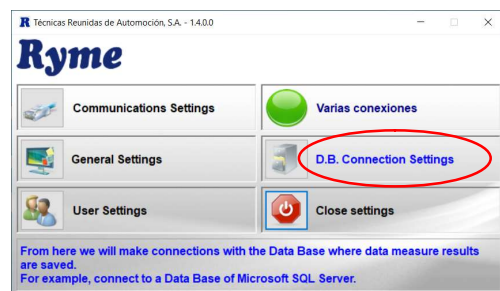 R Técnicas Reunidas de Automoción, S.A. - 1.4.0.0
Ryme
Communications Settings
Varias conexiones
General Settings
D.B. Connection Settings
User Settings
Close settings
From here we will make connections with the Data Base where data measure results
are saved.
For example, connect to a Data Base of Microsoft SQL Server.